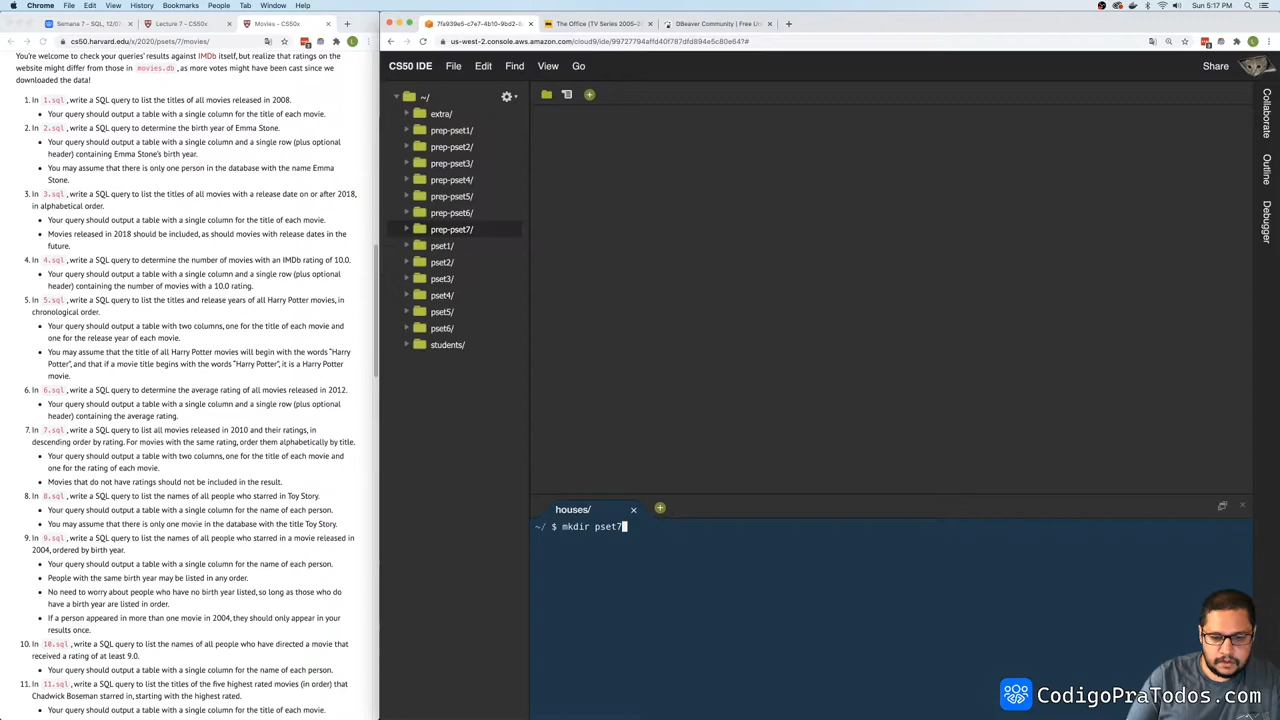 Chrome File Edit View History Bookmarks People Tab Window Help
5:17 PM
Semana 7 - SQL, 12/0
Lecture 7 - CS50x
Movies - CS50x
7fa939e5-c7e7-4b10-9bd2-8
The Office (TV Series 2005–2
DBeaver Community | Free Un
cs50.harvard.edu/x/2020/psets/7/movies/
us-west-2.console.aws.amazon.com/cloud9/ide/99727794affd40f787dfd894e5c80e64?#
You're welcome to check your queries' results against IMDb itself, but realize that ratings on the
website might differ from those in movies.db, as more votes might have been cast since we
downloaded the data!
1. In 1.sql, write a SQL query to list the titles of all movies released in 2008.
• Your query should output a table with a single column for the title of each movie.
2. In 2.sql, write a SQL query to determine the birth year of Emma Stone.
• Your query should output a table with a single column and a single row (plus optional
header) containing Emma Stone's birth year.
• You may assume that there is only one person in the database with the name Emma
Stone.
3. In 3.sql, write a SQL query to list the titles of all movies with a release date on or after 2018,
in alphabetical order.
• Your query should output a table with a single column for the title of each movie.
• Movies released in 2018 should be included, as should movies with release dates in the
future.
4. In 4.sql, write a SQL query to determine the number of movies with an IMDb rating of 10.0.
• Your query should output a table with a single column and a single row (plus optional
header) containing the number of movies with a 10.0 rating.
5. In 5.sql, write a SQL query to list the titles and release years of all Harry Potter movies, in
chronological order.
• Your query should output a table with two columns, one for the title of each movie and
one for the release year of each movie.
• You may assume that the title of all Harry Potter movies will begin with the words “Harry
Potter”, and that if a movie title begins with the words “Harry Potter”, it is a Harry Potter
movie.
6. In 6.sql, write a SQL query to determine the average rating of all movies released in 2012.
• Your query should output a table with a single column and a single row (plus optional
header) containing the average rating.
7. In 7.sql, write a SQL query to list all movies released in 2010 and their ratings, in
descending order by rating. For movies with the same rating, order them alphabetically by title.
• Your query should output a table with two columns, one for the title of each movie and
one for the rating of each movie.
• Movies that do not have ratings should not be included in the result.
8. In 8.sql, write a SQL query to list the names of all people who starred in Toy Story.
• Your query should output a table with a single column for the name of each person.
• You may assume that there is only one movie in the database with the title Toy Story.
9. In 9.sql, write a SQL query to list the names of all people who starred in a movie released in
2004, ordered by birth year.
• Your query should output a table with a single column for the name of each person.
• People with the same birth year may be listed in any order.
• No need to worry about people who have no birth year listed, so long as those who do
have a birth year are listed in order.
• If a person appeared in more than one movie in 2004, they should only appear in your
results once.
10. In 10.sql, write a SQL query to list the names of all people who have directed a movie that
received a rating of at least 9.0.
• Your query should output a table with a single column for the name of each person.
11. In 11.sql, write a SQL query to list the titles of the five highest rated movies (in order) that
Chadwick Boseman starred in, starting with the highest rated.
• Your query should output a table with a single column for the title of each movie.
CS50 IDE File Edit Find View Go
Share
~/
extra/
prep-pset1/
prep-pset2/
prep-pset3/
prep-pset4/
prep-pset5/
prep-pset6/
prep-pset7/
pset1/
pset2/
pset3/
pset4/
pset5/
pset6/
students/
Collaborate
Outline
Debugger
houses/
~/ $ mkdir pset7
CodigoPraTodos.com